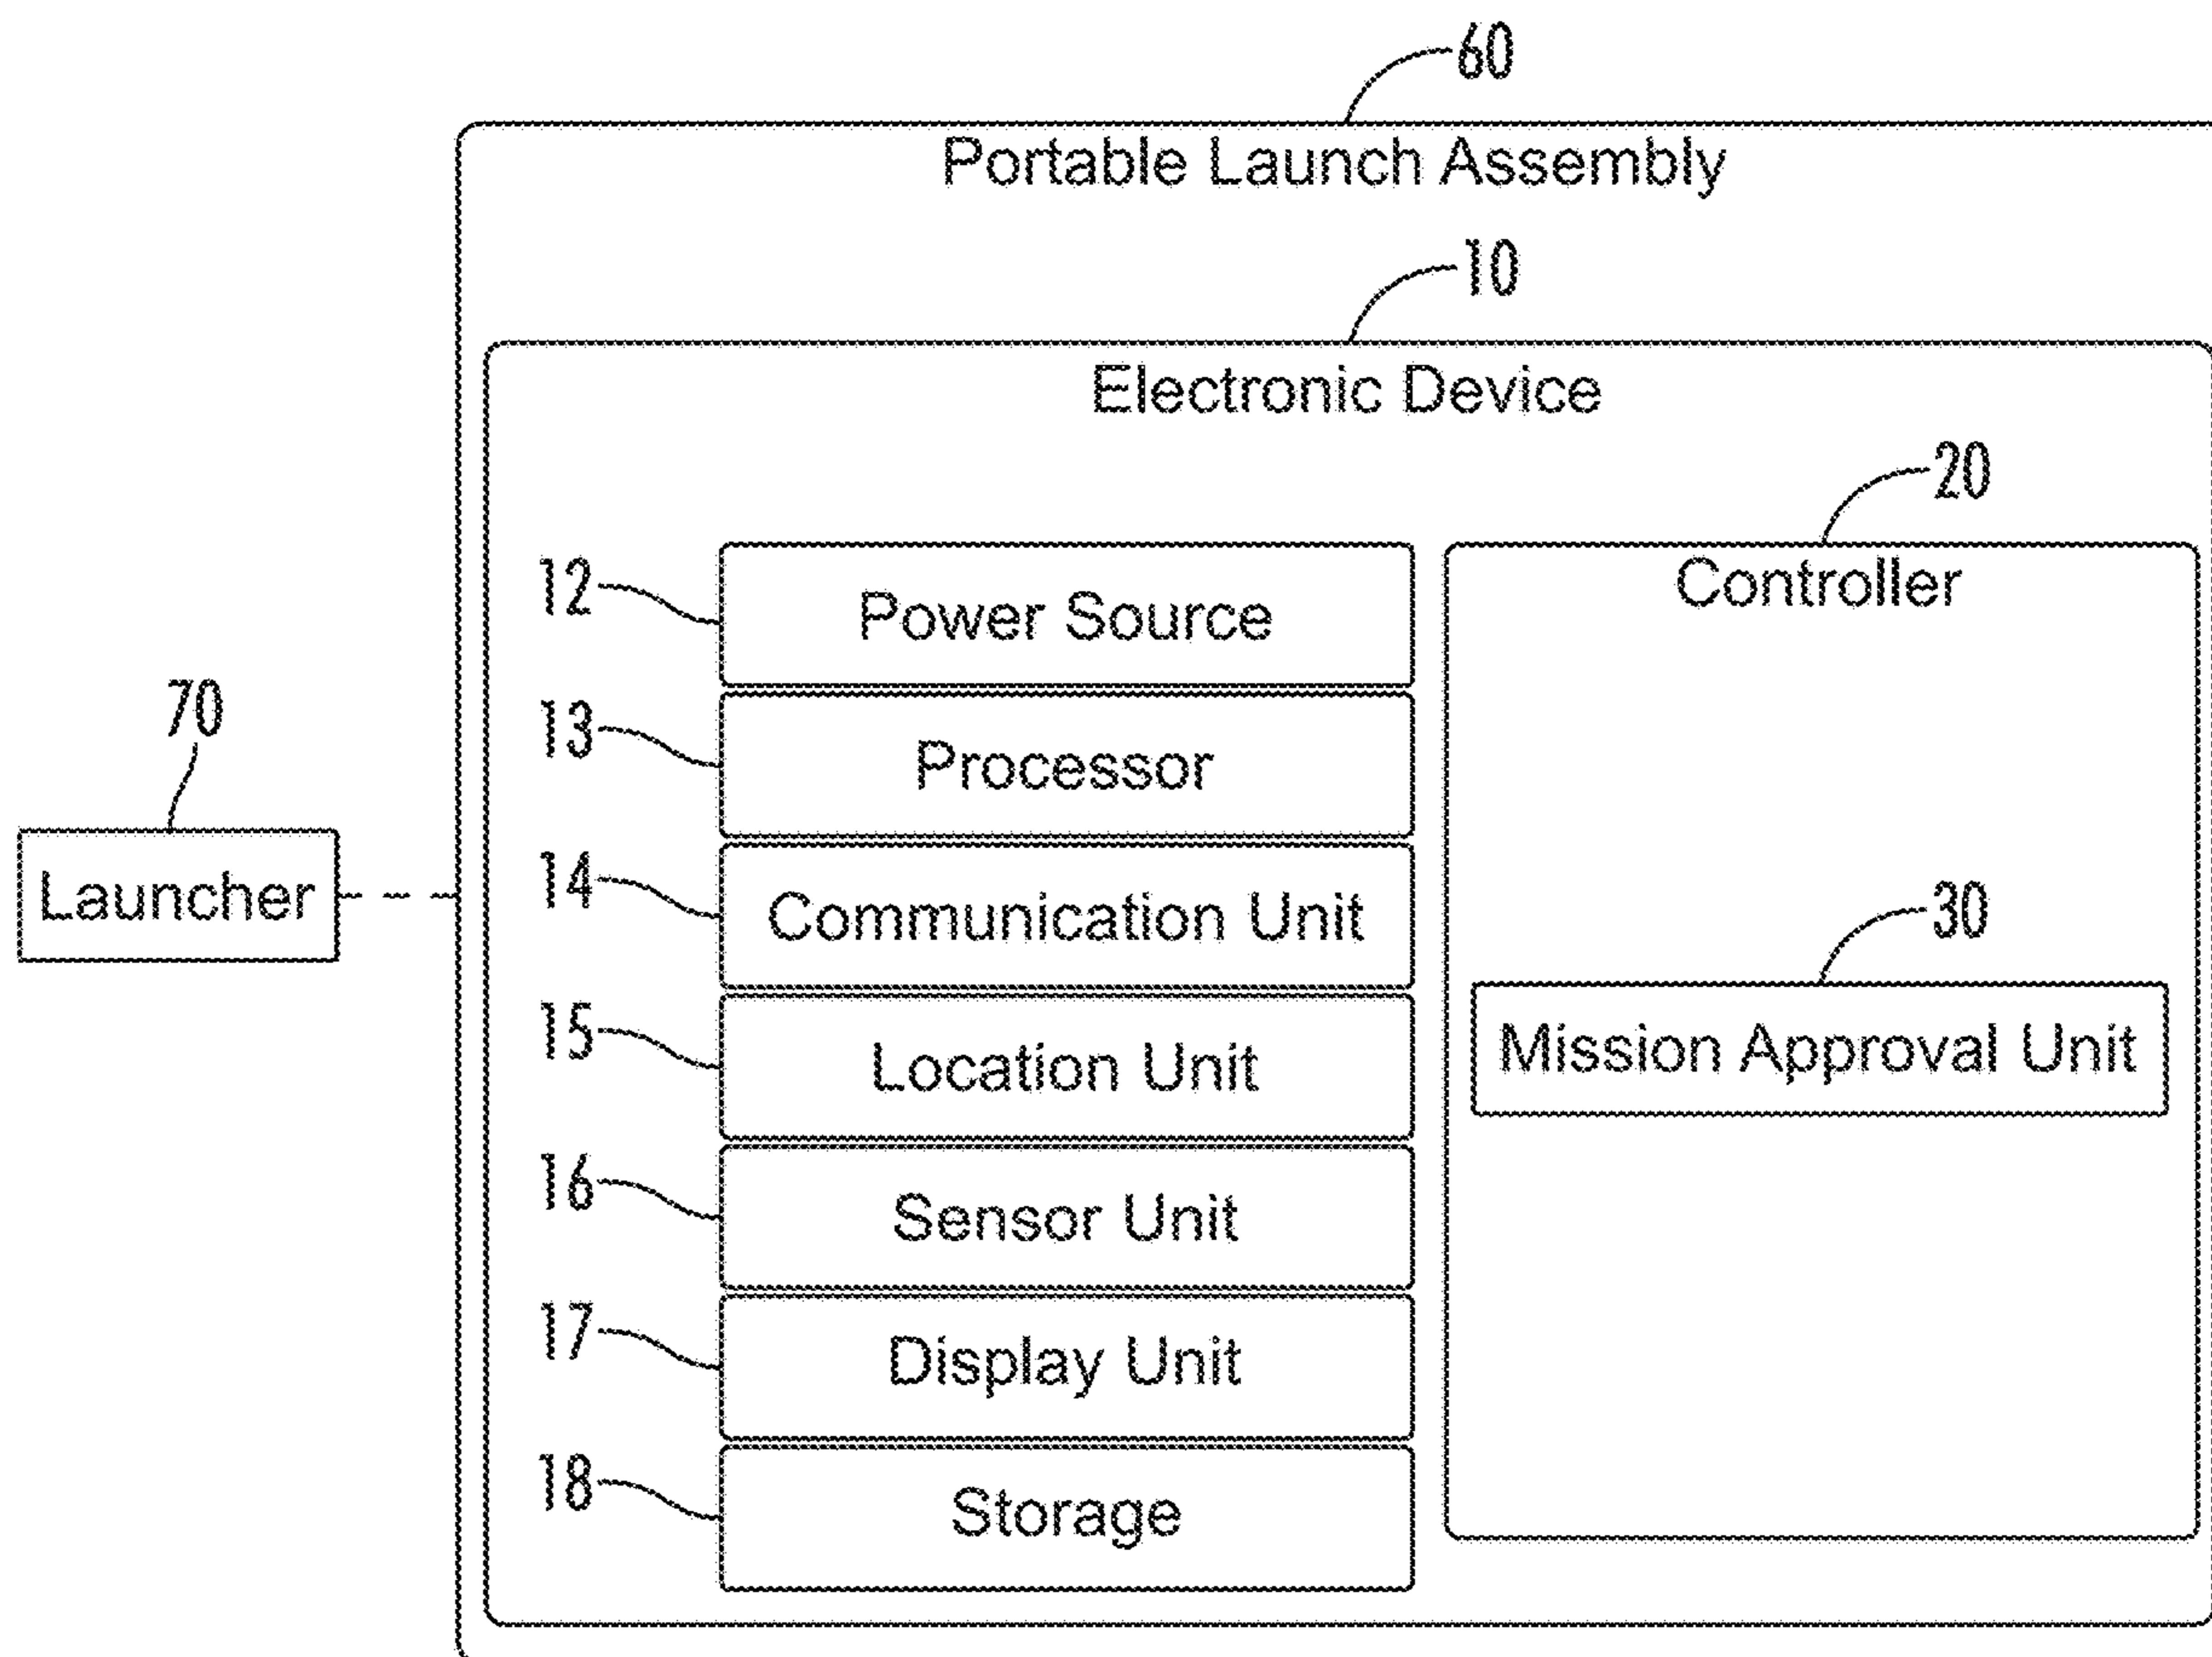 60
Portable Launch Assembly
10
Electronic Device
20
12
Power Source
Controller
13
Processor
70
Launcher
14
Communication Unit
30
Mission Approval Unit
15
Location Unit
16
Sensor Unit
17
Display Unit
18
Storage